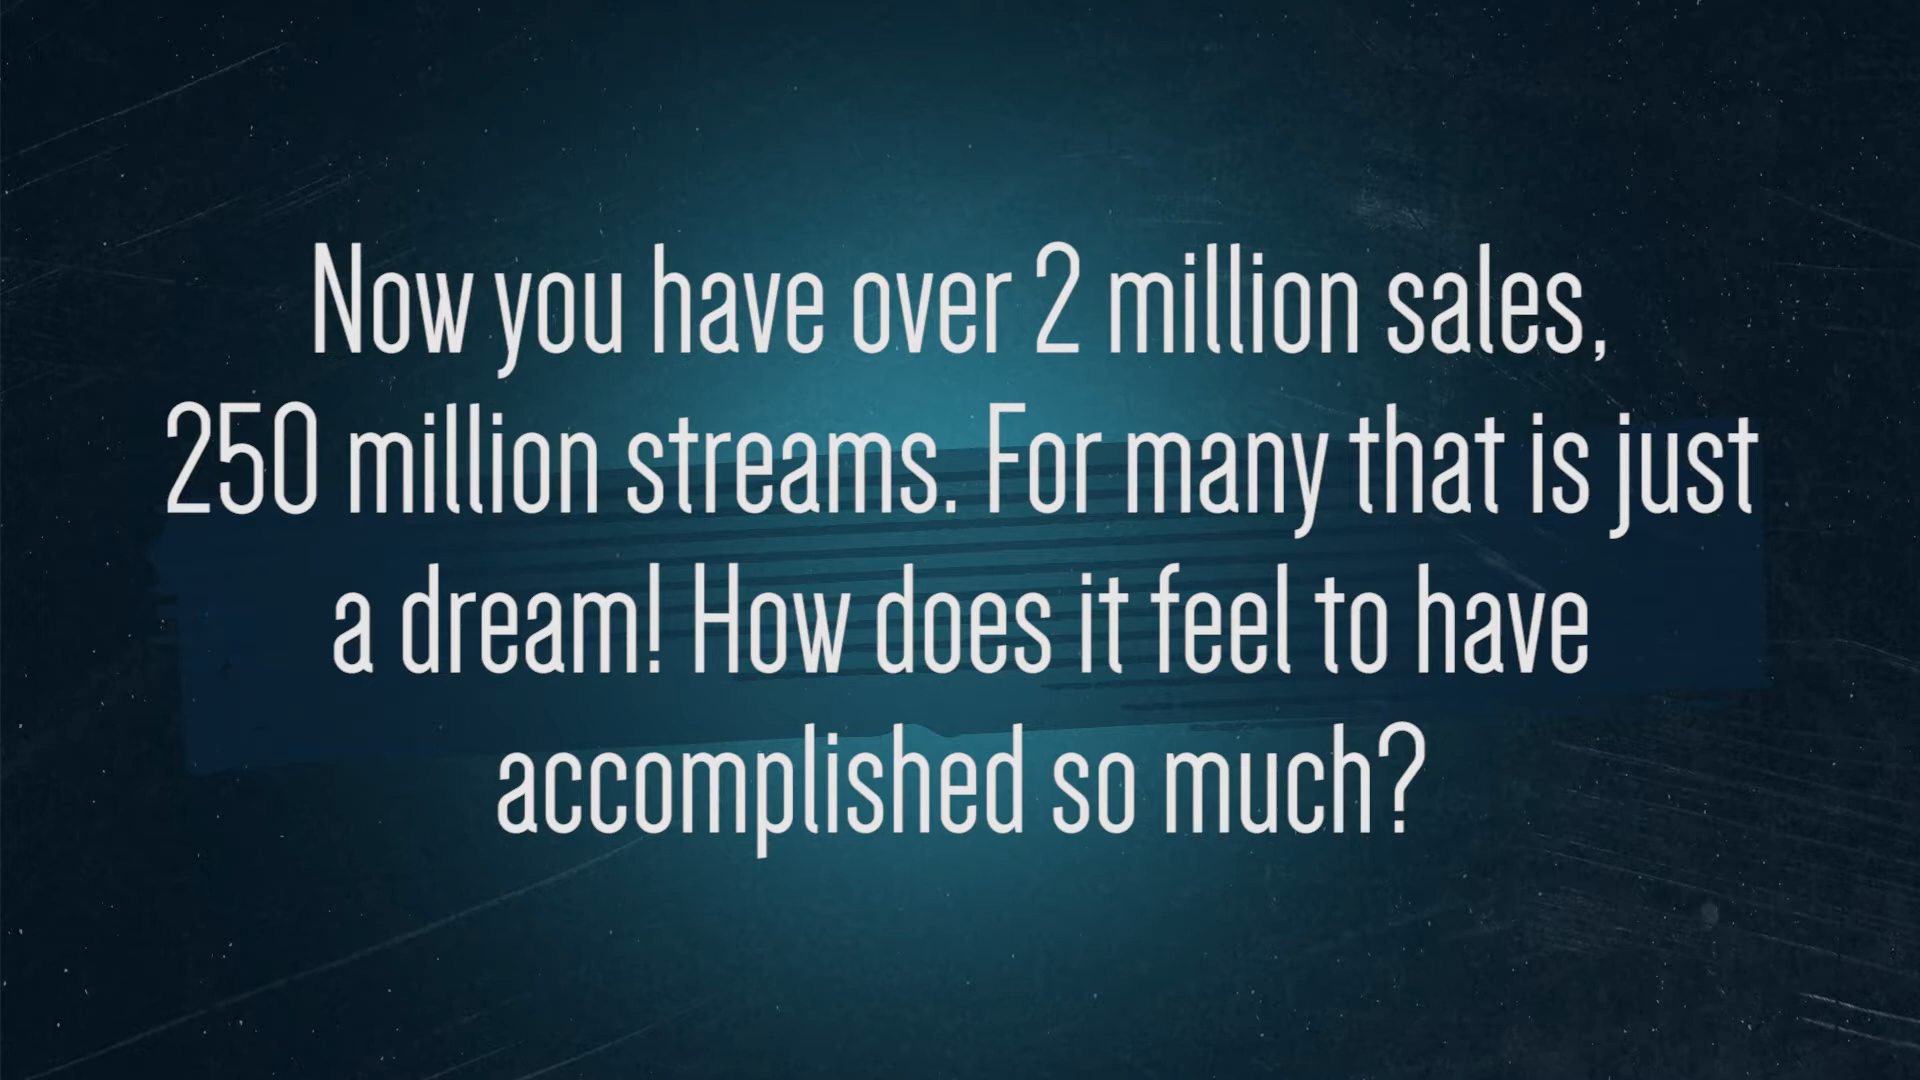 Now you have over 2 million sales,
250 million streams. For many that is just
a dream! How does it feel to have
accomplished so much?